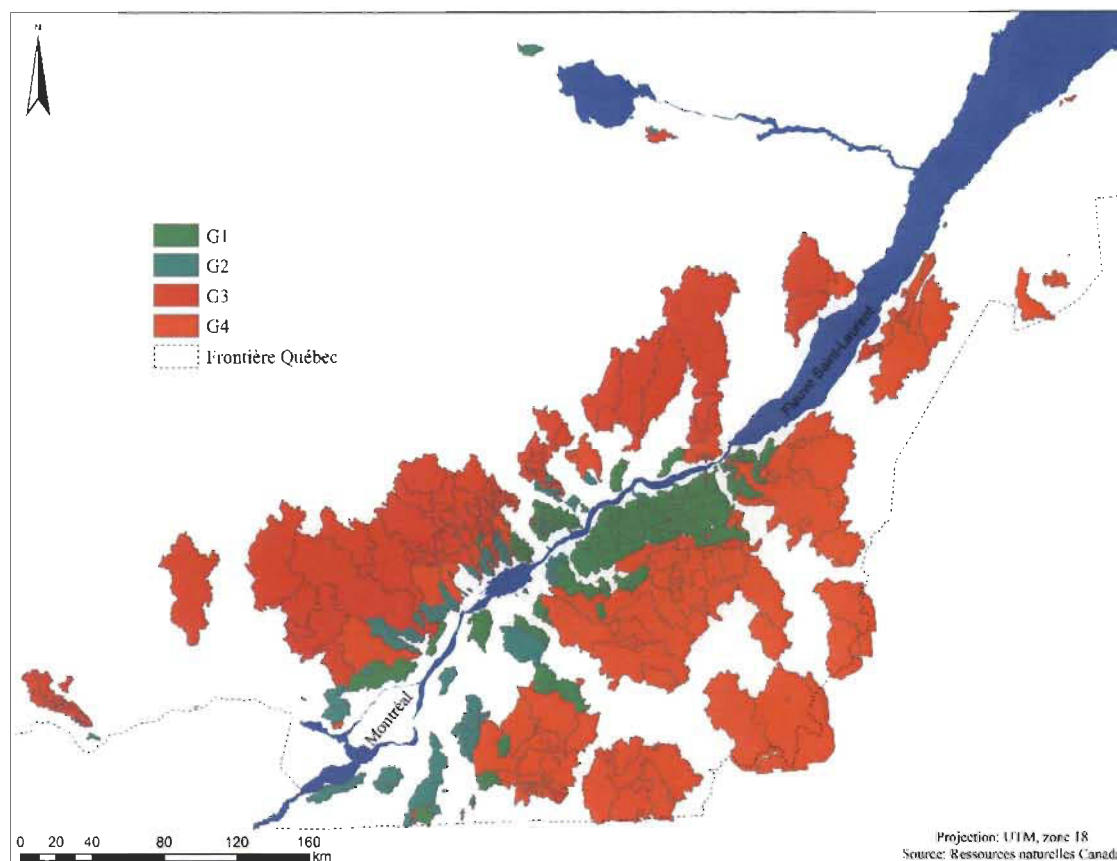 N
G1
G2
G3
G4
Frontière Québec
Fleuve Saint-Laurent
Montréal
0 20 40 80 120 160
km
Projection: UTM, zone 18
Source: Ressources naturelles Canada